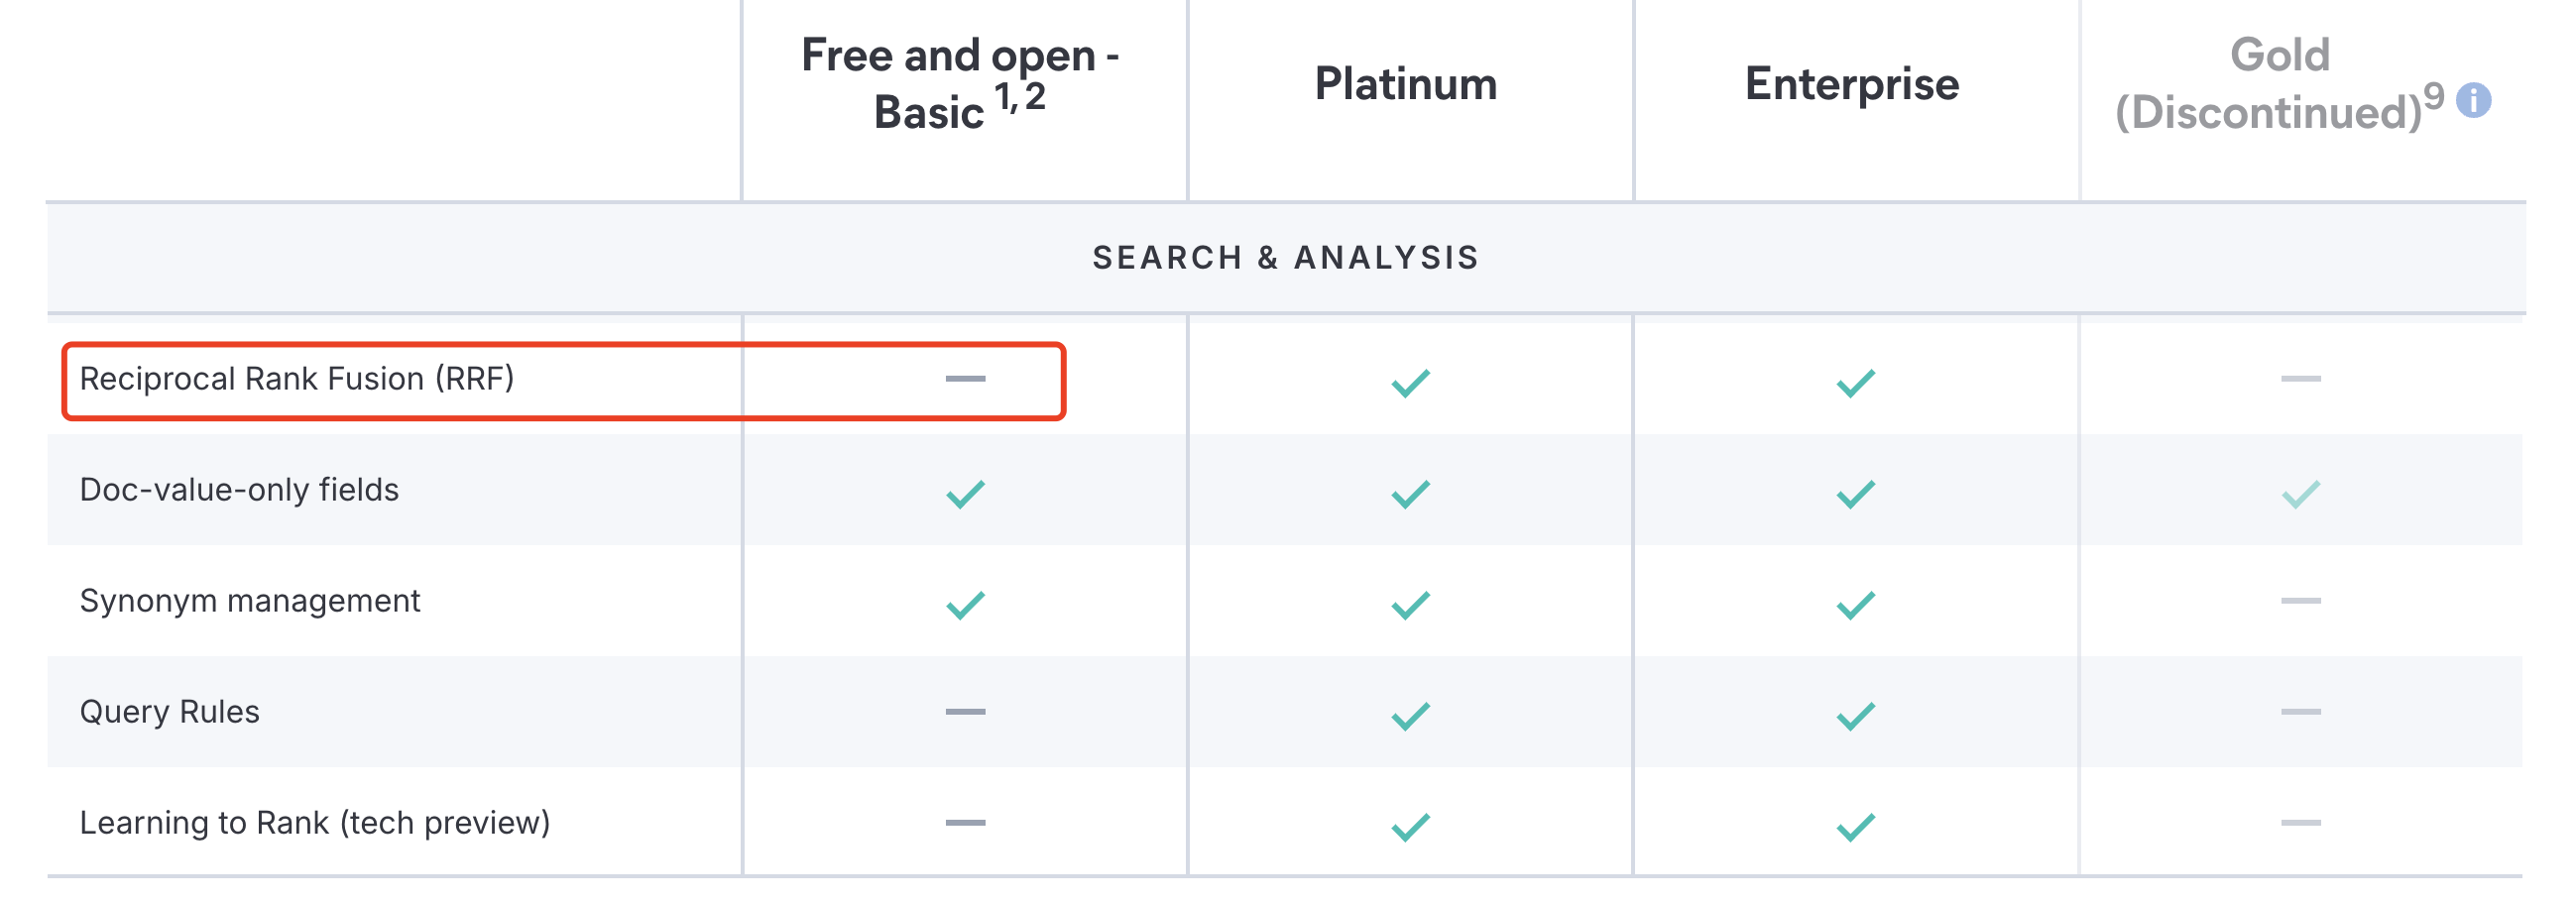 Free and open -
Basic 1, 2
Platinum
Enterprise
Gold
(Discontinued)9 i
SEARCH & ANALYSIS
Reciprocal Rank Fusion (RRF)
Doc-value-only fields
Synonym management
Query Rules
Learning to Rank (tech preview)